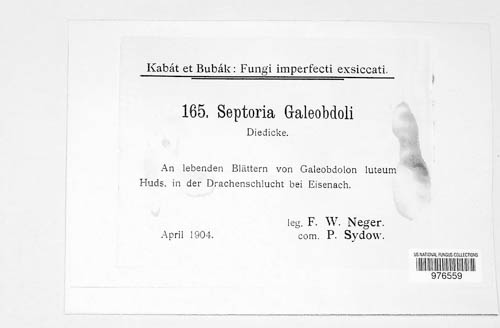 Kabát et Bubák: Fungi imperfecti exsiccati.
165. Septoria Galeobdoli
Diedicke.
An lebenden Blättern von Galeobdolon luteum
Huds, in der Drachenschlucht bei Eisenach.
leg. F. W. Neger.
April 1904.
com. P. Sydow.
US NATIONAL FUNGUS COLLECTIONS
976559